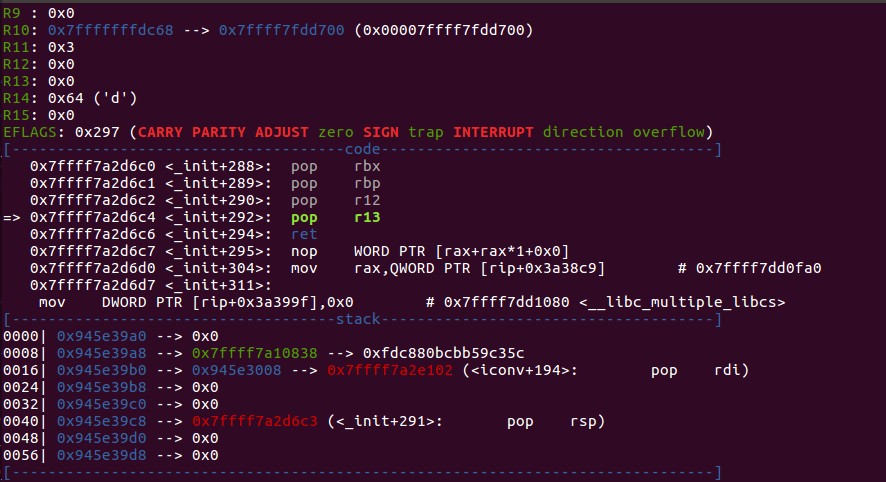 R9 : 0x0
R10: 0x7fffffffdc68 --> 0x7ffff7fdd700 (0x00007ffff7fdd700)
R11: 0x3
R12: 0x0
R13: 0x0
R14: 0x64 ('d')
R15: 0x0
EFLAGS: 0x297 (CARRY PARITY ADJUST zero SIGN trap INTERRUPT direction overflow)
[-------------------------------------code-------------------------------------]
   0x7ffff7a2d6c0 <_init+288>:	pop    rbx
   0x7ffff7a2d6c1 <_init+289>:	pop    rbp
   0x7ffff7a2d6c2 <_init+290>:	pop    r12
=> 0x7ffff7a2d6c4 <_init+292>:	pop    r13
   0x7ffff7a2d6c6 <_init+294>:	ret
   0x7ffff7a2d6c7 <_init+295>:	nop    WORD PTR [rax+rax*1+0x0]
   0x7ffff7a2d6d0 <_init+304>:	mov    rax,QWORD PTR [rip+0x3a38c9]        # 0x7ffff7dd0fa0
   0x7ffff7a2d6d7 <_init+311>:
    mov    DWORD PTR [rip+0x3a399f],0x0        # 0x7ffff7dd1080 <__libc_multiple_libcs>
[------------------------------------stack-------------------------------------]
0000| 0x945e39a0 --> 0x0
0008| 0x945e39a8 --> 0x7ffff7a10838 --> 0xfdc880bcbb59c35c
0016| 0x945e39b0 --> 0x945e3008 --> 0x7ffff7a2e102 (<iconv+194>:	pop    rdi)
0024| 0x945e39b8 --> 0x0
0032| 0x945e39c0 --> 0x0
0040| 0x945e39c8 --> 0x7ffff7a2d6c3 (<_init+291>:	pop    rsp)
0048| 0x945e39d0 --> 0x0
0056| 0x945e39d8 --> 0x0
[------------------------------------------------------------------------------]